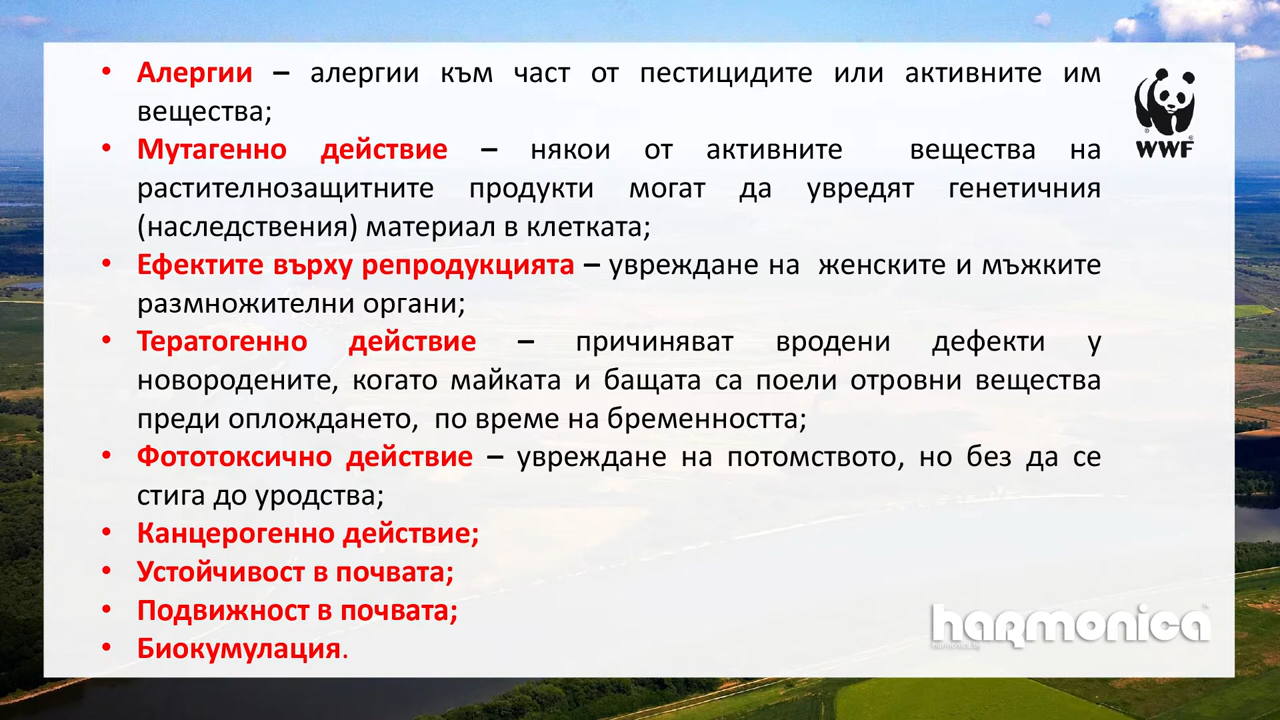 • Алергии – алергии към част от пестицидите или активните им
вещества;
• Мутагенно действие – някои от активните вещества на
растителнозащитните продукти могат да увредят генетичния
(наследствения) материал в клетката;
• Ефектите върху репродукцията – увреждане на женските и мъжките
размножителни органи;
• Тератогенно действие – причиняват вродени дефекти у
новородените, когато майката и бащата са поели отровни вещества
преди оплождането, по време на бременността;
• Фототоксично действие – увреждане на потомството, но без да се
стига до уродства;
• Канцерогенно действие;
• Устойчивост в почвата;
• Подвижност в почвата;
• Биокумулация.
WWF
harmonica